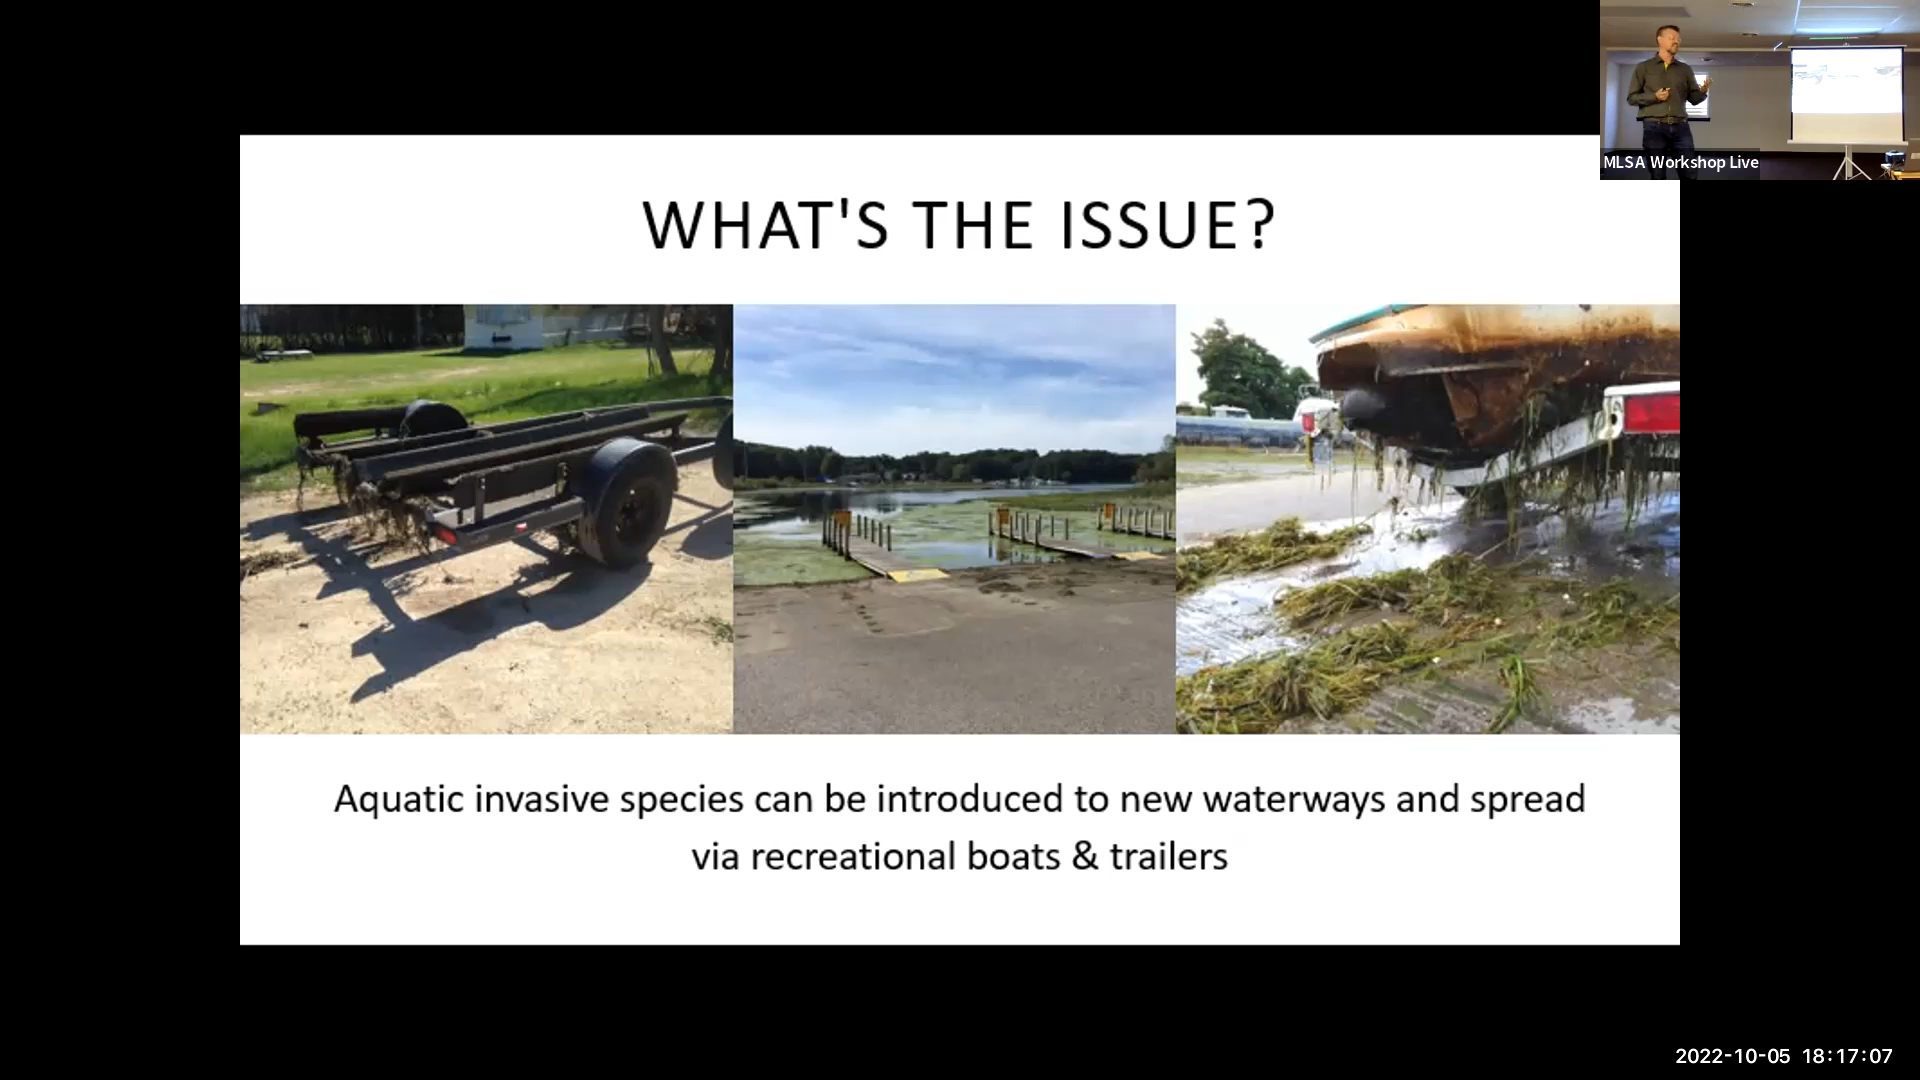 MLSA Workshop Live
WHAT'S THE ISSUE?
Aquatic invasive species can be introduced to new waterways and spread
via recreational boats & trailers
2022-10-05 18:17:07